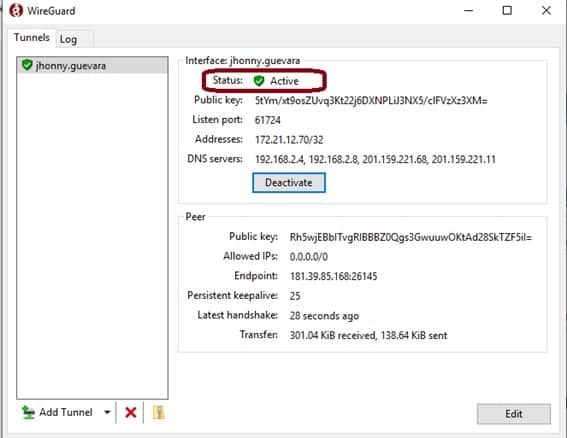 WireGuard
Tunnels Log
jhonny.guevara
Interface: jhonny.guevara
Status: Active
Public key: 5tYm/xt9osZUvq3Kt22j6DXNPLiJ3NX5/cIFVzXz3XM=
Listen port: 61724
Addresses: 172.21.12.70/32
DNS servers: 192.168.2.4, 192.168.2.8, 201.159.221.68, 201.159.221.11
Deactivate
Peer
Public key: Rh5wjEBbITvgRIBBBZ0Qgs3GwuuwOKtAd28SkTZF5iI=
Allowed IPs: 0.0.0.0/0
Endpoint: 181.39.85.168:26145
Persistent keepalive: 25
Latest handshake: 28 seconds ago
Transfer: 301.04 KiB received, 138.64 KiB sent
Add Tunnel
Edit